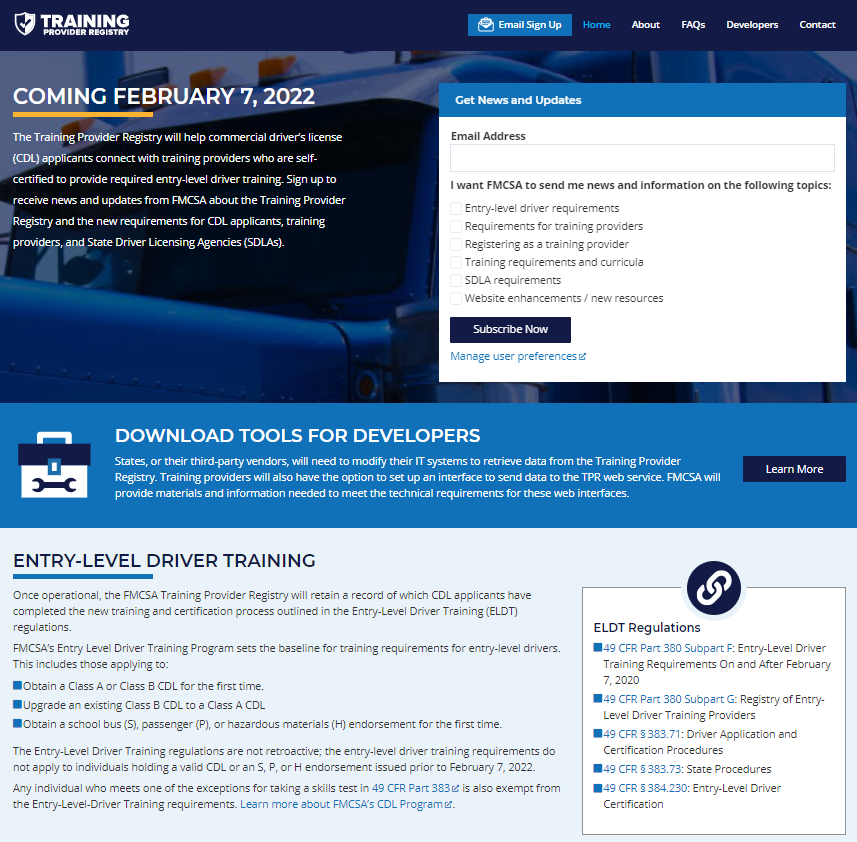 TRAINING
PROVIDER REGISTRY
Email Sign Up
Home
About
FAQs
Developers
Contact
COMING FEBRUARY 7, 2022
The Training Provider Registry will help commercial driver's license
(CDL) applicants connect with training providers who are self-
certified to provide required entry-level driver training. Sign up to
receive news and updates from FMCSA about the Training Provider
Registry and the new requirements for CDL applicants, training
providers, and State Driver Licensing Agencies (SDLAs).
Get News and Updates
Email Address
I want FMCSA to send me news and information on the following topics:
Entry-level driver requirements
Requirements for training providers
Registering as a training provider
Training requirements and curricula
SDLA requirements
Website enhancements / new resources
Subscribe Now
Manage user preferences
DOWNLOAD TOOLS FOR DEVELOPERS
States, or their third-party vendors, will need to modify their IT systems to retrieve data from the Training Provider
Registry. Training providers will also have the option to set up an interface to send data to the TPR web service. FMCSA will
provide materials and information needed to meet the technical requirements for these web interfaces.
Learn More
ENTRY-LEVEL DRIVER TRAINING
Once operational, the FMCSA Training Provider Registry will retain a record of which CDL applicants have
completed the new training and certification process outlined in the Entry-Level Driver Training (ELDT)
regulations.
FMCSA's Entry Level Driver Training Program sets the baseline for training requirements for entry-level drivers.
This includes those applying to:
Obtain a Class A or Class B CDL for the first time.
Upgrade an existing Class B CDL to a Class A CDL
Obtain a school bus (S), passenger (P), or hazardous materials (H) endorsement for the first time.
The Entry-Level Driver Training regulations are not retroactive; the entry-level driver training requirements do
not apply to individuals holding a valid CDL or an S, P, or H endorsement issued prior to February 7, 2022.
Any individual who meets one of the exceptions for taking a skills test in 49 CFR Part 383 is also exempt from
the Entry-Level-Driver Training requirements. Learn more about FMCSA's CDL Program.
ELDT Regulations
49 CFR Part 380 Subpart F: Entry-Level Driver
Training Requirements On and After February
7, 2020
49 CFR Part 380 Subpart G: Registry of Entry-
Level Driver Training Providers
49 CFR § 383.71: Driver Application and
Certification Procedures
49 CFR § 383.73: State Procedures
49 CFR § 384.230: Entry-Level Driver
Certification